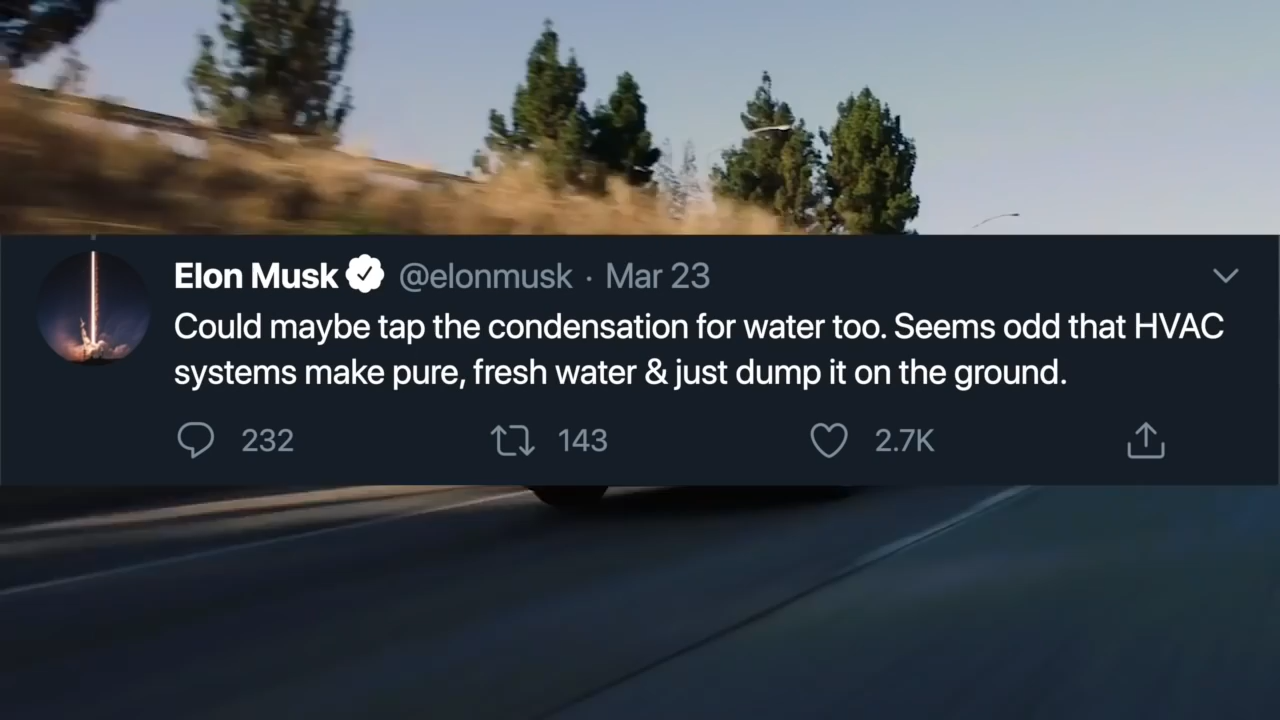 Elon Musk @elonmusk · Mar 23
Could maybe tap the condensation for water too. Seems odd that HVAC
systems make pure, fresh water & just dump it on the ground.
232 143 2.7K